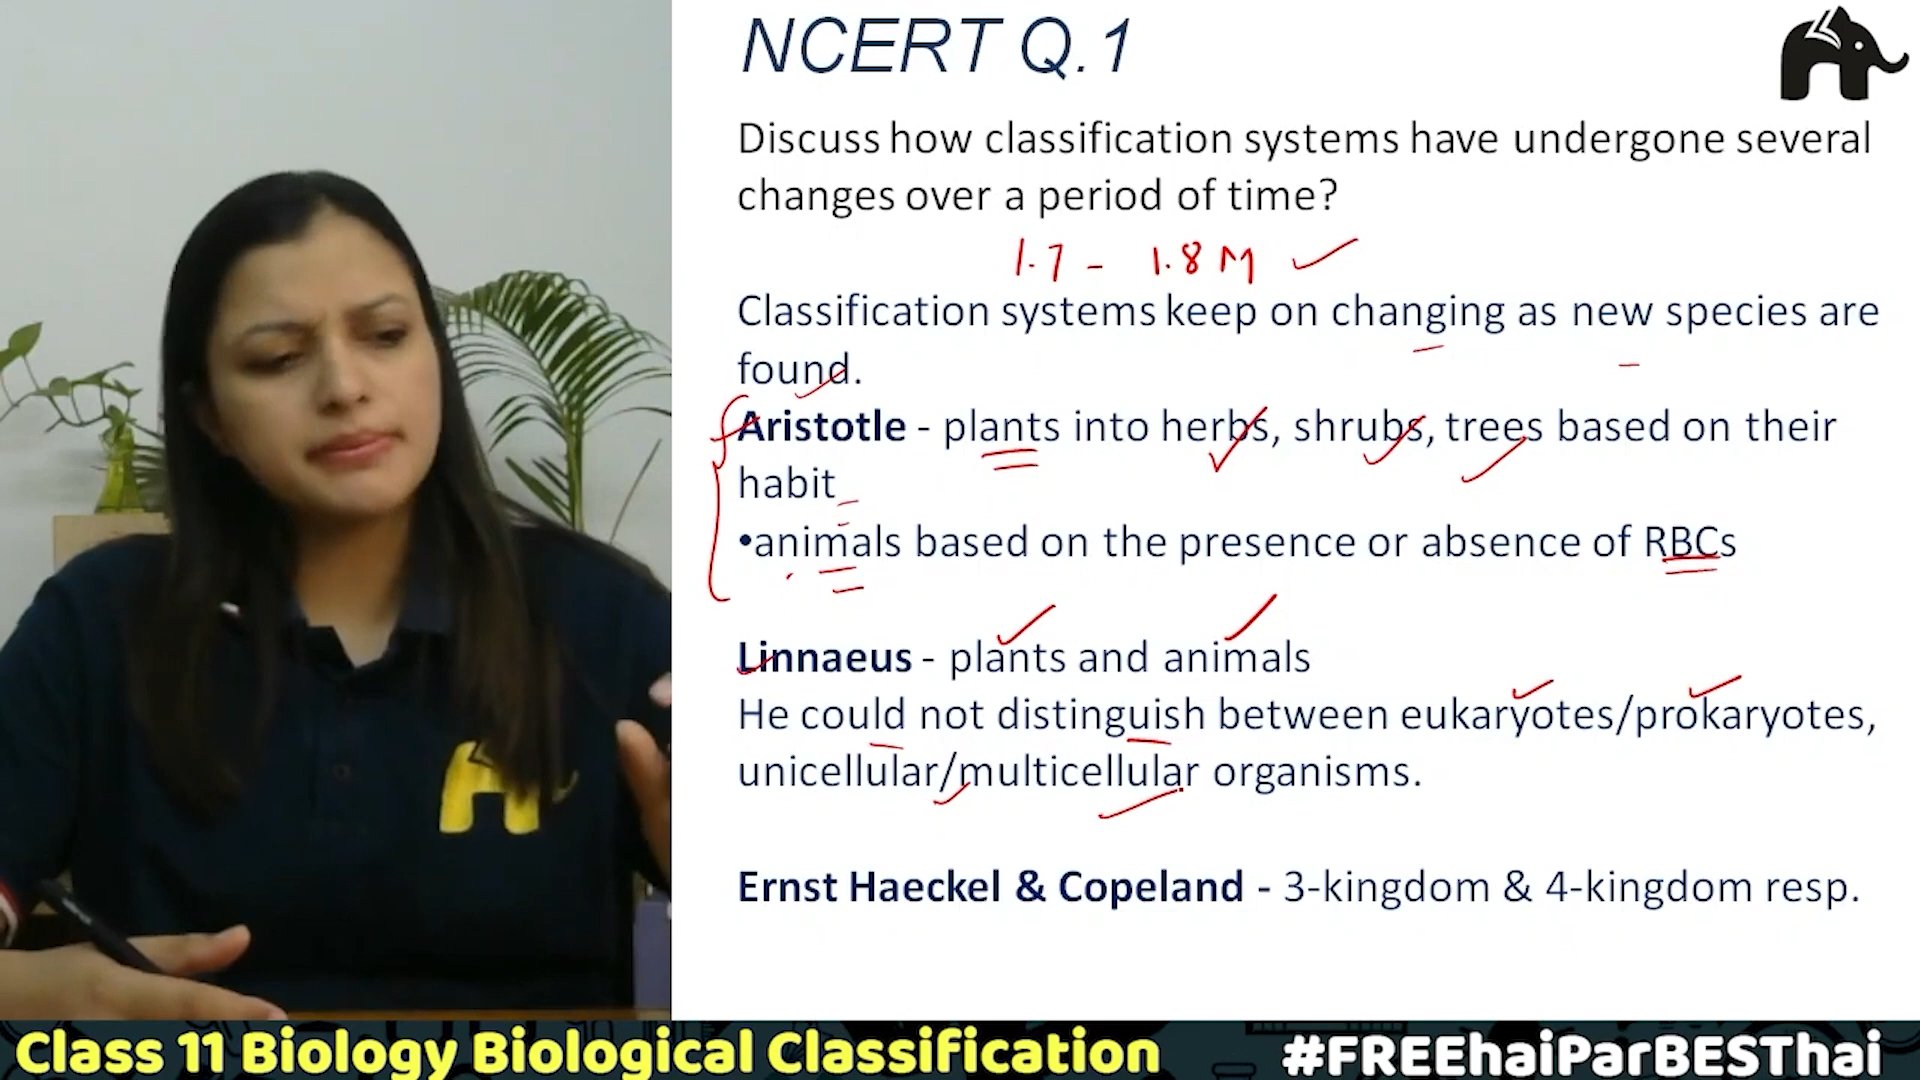 NCERT Q.1
Discuss how classification systems have undergone several
changes over a period of time?
1.7 - 1.8 M
Classification systems keep on changing as new species are
found.
Aristotle - plants into herbs, shrubs, trees based on their
habit
•animals based on the presence or absence of RBCs
Linnaeus - plants and animals
He could not distinguish between eukaryotes/prokaryotes,
unicellular/multicellular organisms.
Ernst Haeckel & Copeland - 3-kingdom & 4-kingdom resp.
Class 11 Biology Biological Classification
#FREEhaiParBESThai